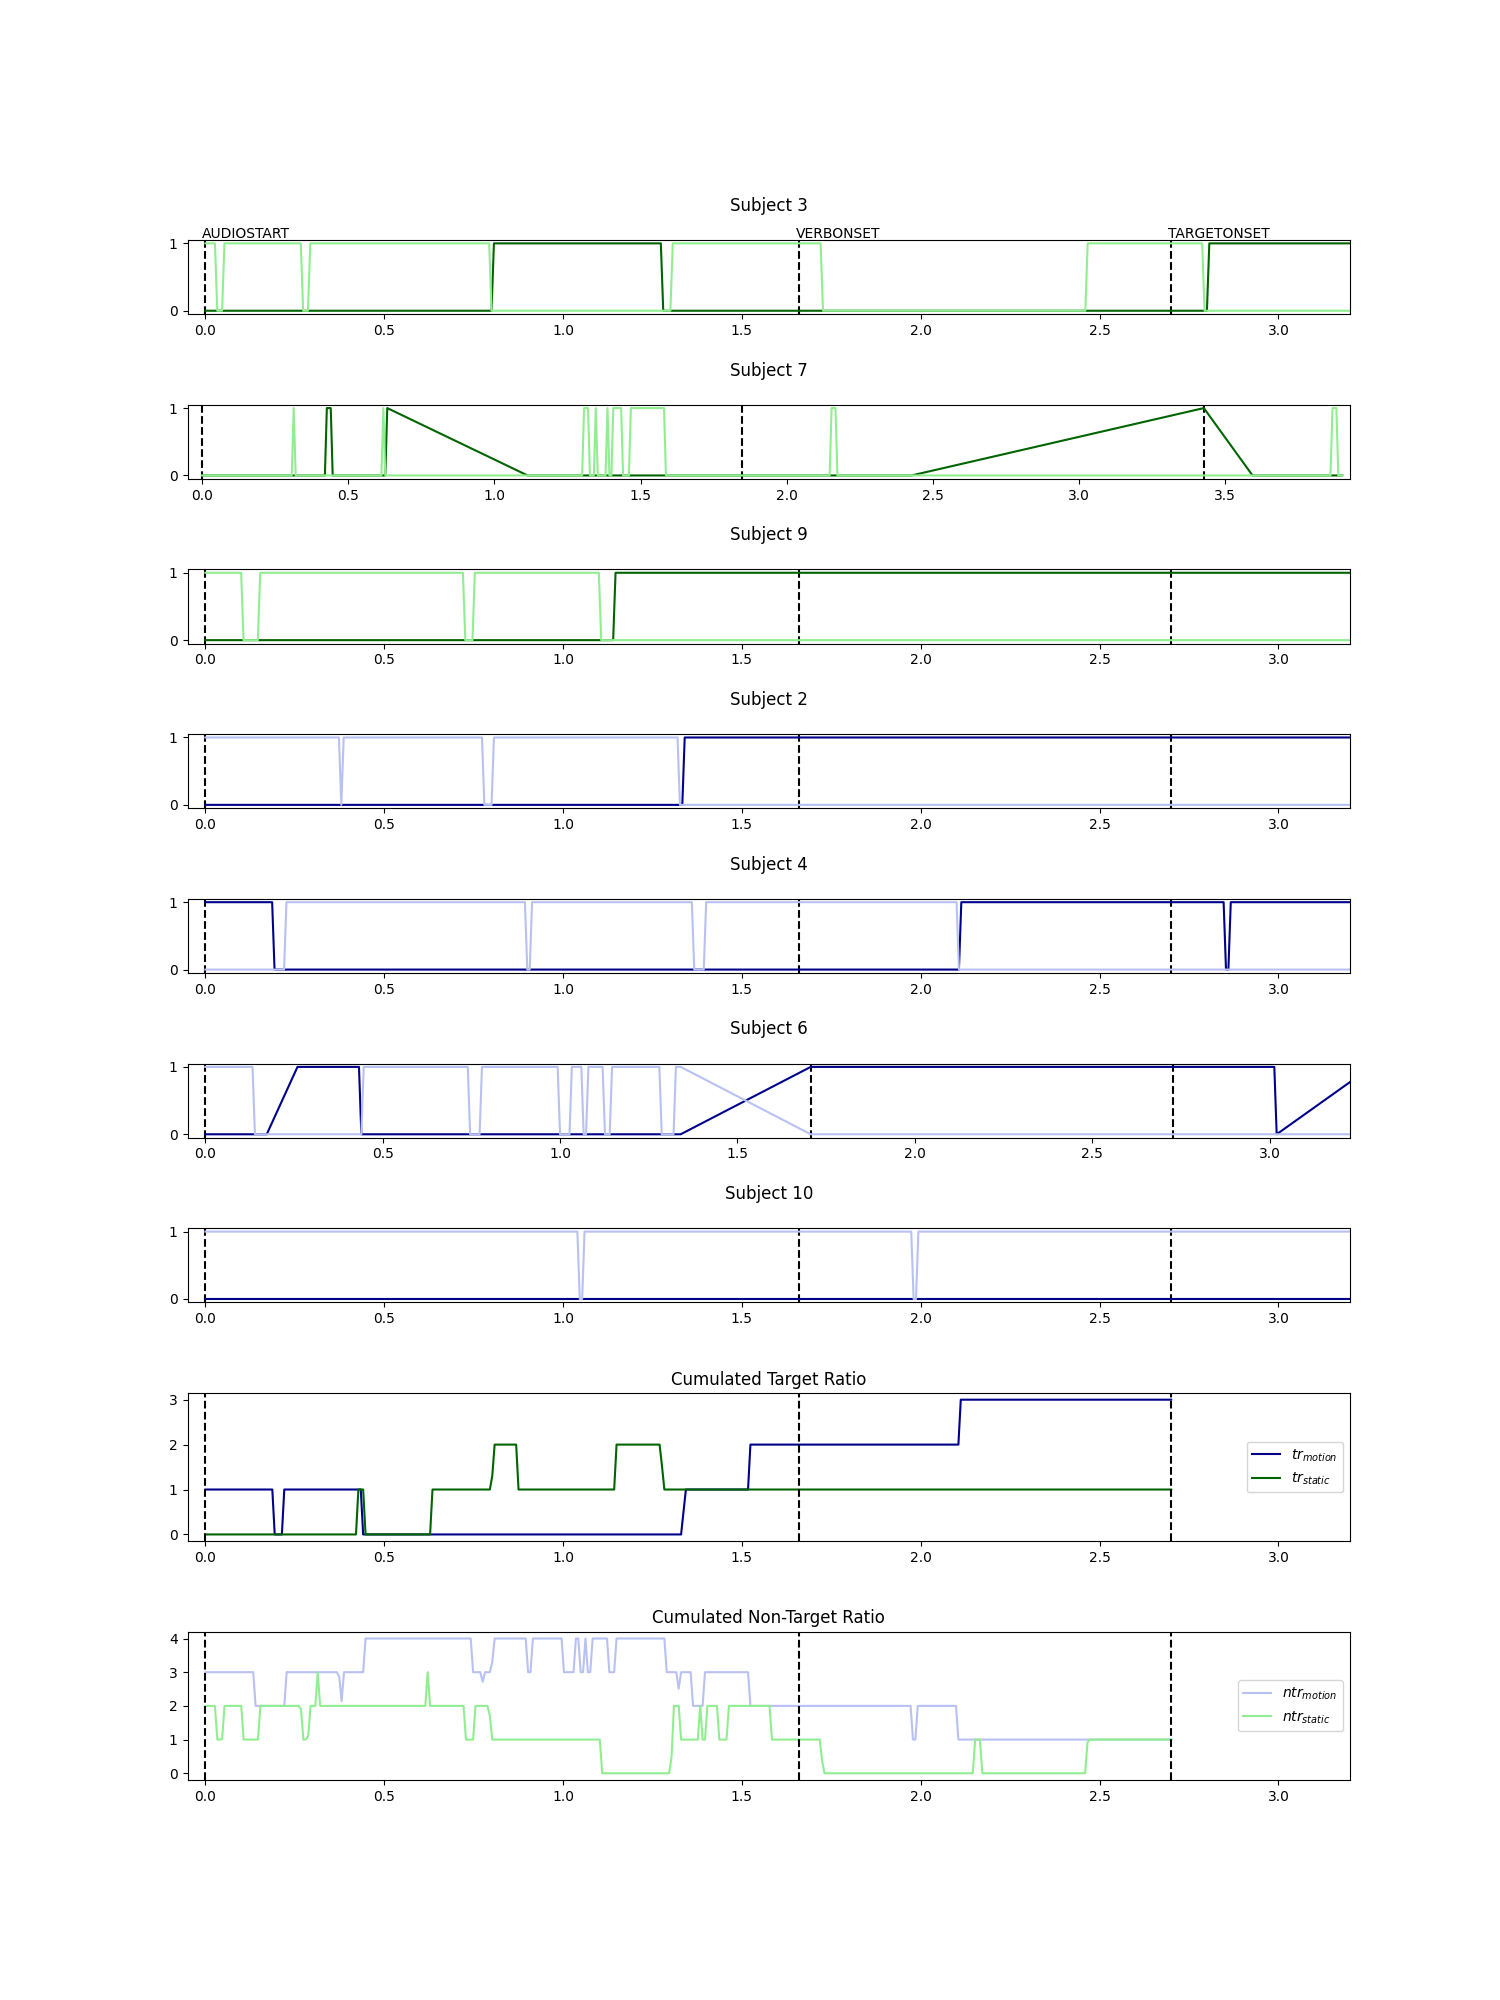 Subject 3
AUDIOSTART VERBONSET TARGETONSET
1
0
0.0 0.5 1.0 1.5 2.0 2.5 3.0
Subject 7
1
0
0.0 0.5 1.0 1.5 2.0 2.5 3.0 3.5
Subject 9
1
0
0.0 0.5 1.0 1.5 2.0 2.5 3.0
Subject 2
1
0
0.0 0.5 1.0 1.5 2.0 2.5 3.0
Subject 4
1
0
0.0 0.5 1.0 1.5 2.0 2.5 3.0
Subject 6
1
0
0.0 0.5 1.0 1.5 2.0 2.5 3.0
Subject 10
1
0
0.0 0.5 1.0 1.5 2.0 2.5 3.0
Cumulated Target Ratio
3
2
1
0
tr motion
tr static
0.0 0.5 1.0 1.5 2.0 2.5 3.0
Cumulated Non-Target Ratio
4
3
2
1
0
ntr motion
ntr static
0.0 0.5 1.0 1.5 2.0 2.5 3.0